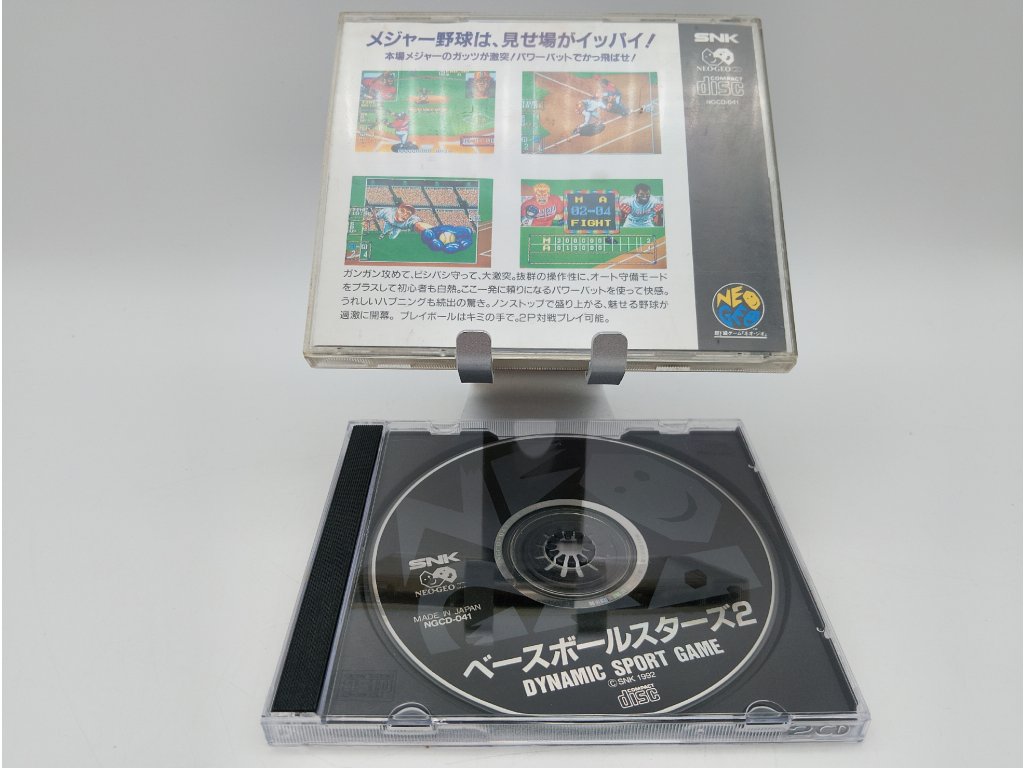 メジャー野球は、見せ場がイッパイ!
本場メジャーのガッツが激突!パワーバットでかっ飛ばせ!
SNK
NEO·GEO
COMPACT
disc
NGCD-041
M A
02-04
FIGHT
ガンガン攻めて、ビシバシ守って、大激突。抜群の操作性に、オート守備モード
をプラスして初心者も白熱。ここ一発に頼りになるパワーバットを使って快感。
うれしいハプニングも続出の驚き。ノンストップで盛り上がる、魅せる野球が
過激に開幕。プレイボールはキミの手で。2P対戦プレイ可能。
NEO
GEO
SNK
NEO·GEO
MADE IN JAPAN
NGCD-041
ベースボールスターズ2
DYNAMIC SPORT GAME
© SNK 1992
COMPACT
disc
2CD